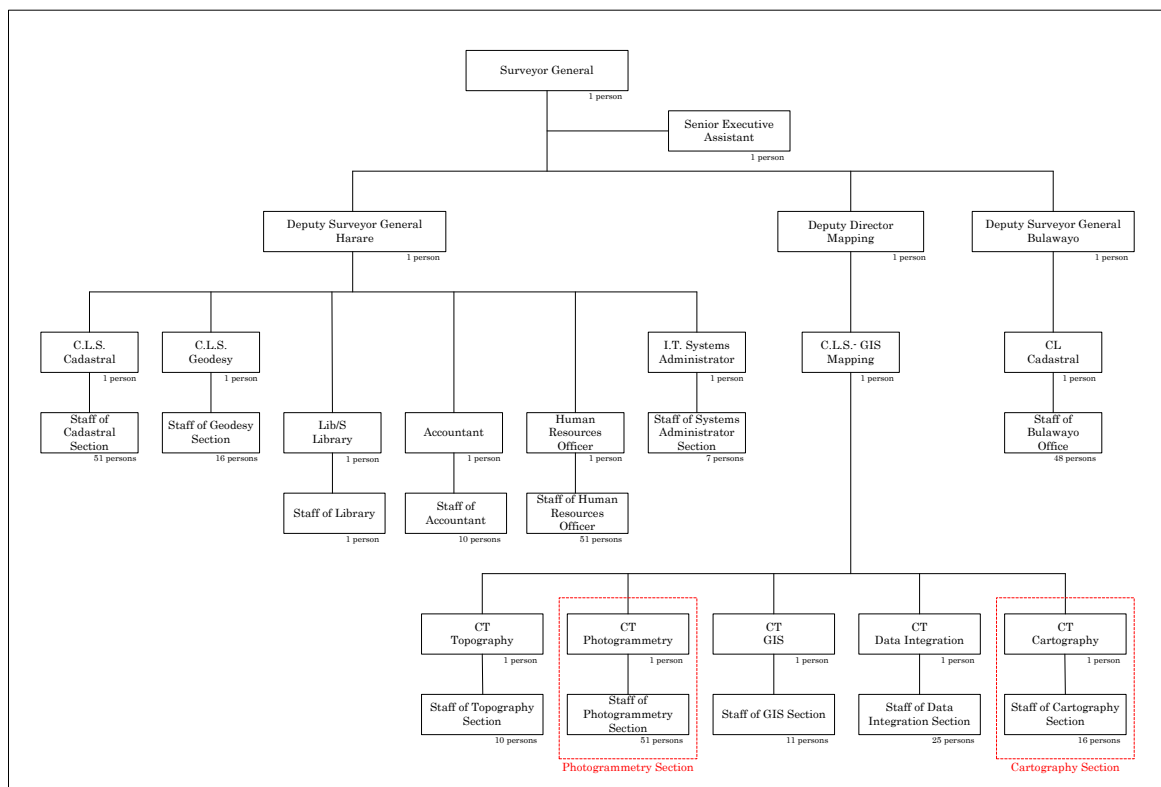 Surveyor General
1 person
Senior Executive
Assistant
1 person
Deputy Surveyor General
Harare
1 person
Deputy Director
Mapping
1 person
Deputy Surveyor General
Bulawayo
1 person
C.L.S.
Cadastral
1 person
C.L.S.
Geodesy
1 person
I.T. Systems
Administrator
1 person
C.L.S.- GIS
Mapping
1 person
CL
Cadastral
1 person
Staff of
Cadastral
Section
51 persons
Staff of Geodesy
Section
16 persons
Lib/S
Library
1 person
Accountant
1 person
Human
Resources
Officer
1 person
Staff of Systems
Administrator
Section
7 persons
Staff of
Bulawayo
Office
48 persons
Staff of Library
1 person
Staff of
Accountant
10 persons
Staff of Human
Resources
Officer
51 persons
CT
Topography
1 person
CT
Photogrammetry
1 person
CT
GIS
1 person
CT
Data Integration
1 person
CT
Cartography
1 person
Staff of Topography
Section
10 persons
Staff of
Photogrammetry
Section
51 persons
Staff of GIS Section
11 persons
Staff of Data
Integration Section
25 persons
Staff of Cartography
Section
16 persons
Photogrammetry Section
Cartography Section